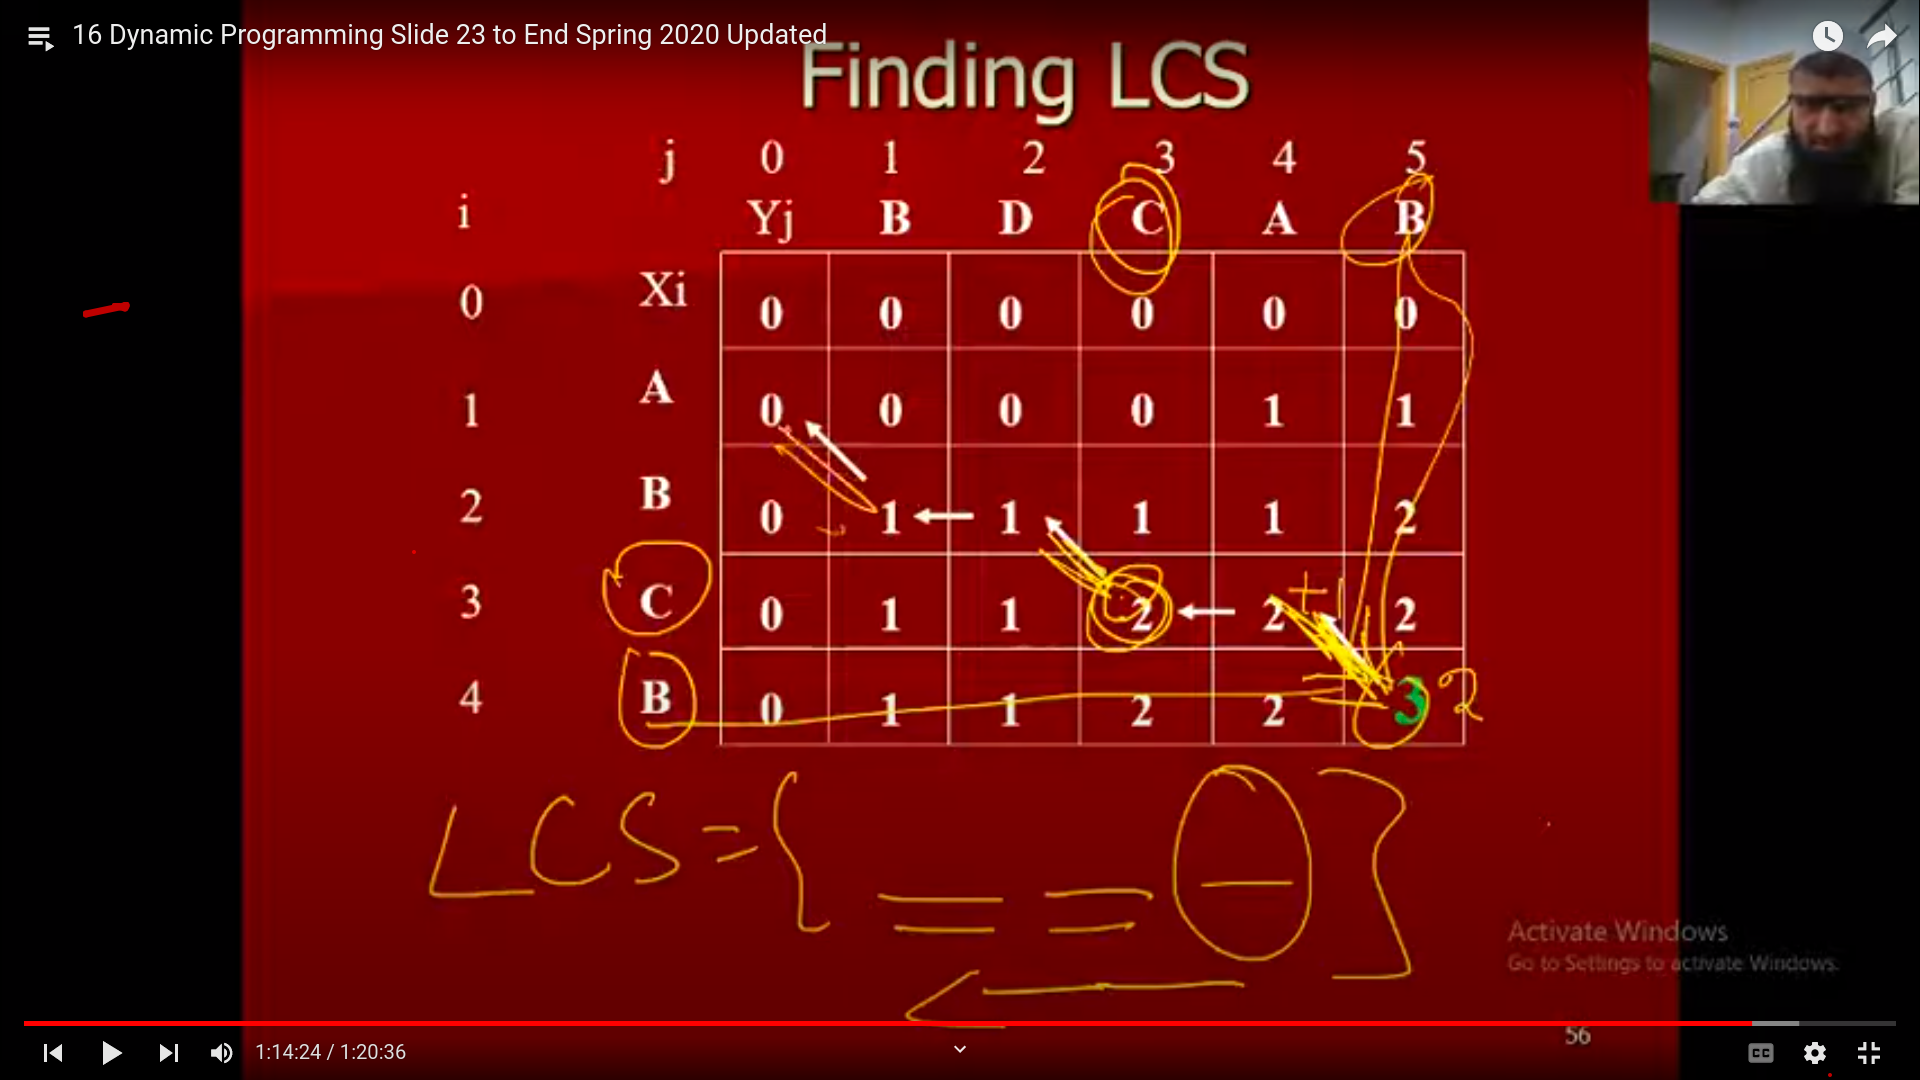 16 Dynamic Programming Slide 23 to End Spring 2020 Updated
Finding LCS
j 0 1 2 3 4 5
i Yj B D C A B
0 Xi 0 0 0 0 0 0
1 A 0 0 0 0 1 1
2 B 0 1 1 1 1 2
3 C 0 1 1 2 2 +1 2
4 B 0 1 1 2 2 3 2
LCS = { }
Activate Windows
Go to Settings to activate Windows.
56
1:14:24 / 1:20:36
CC